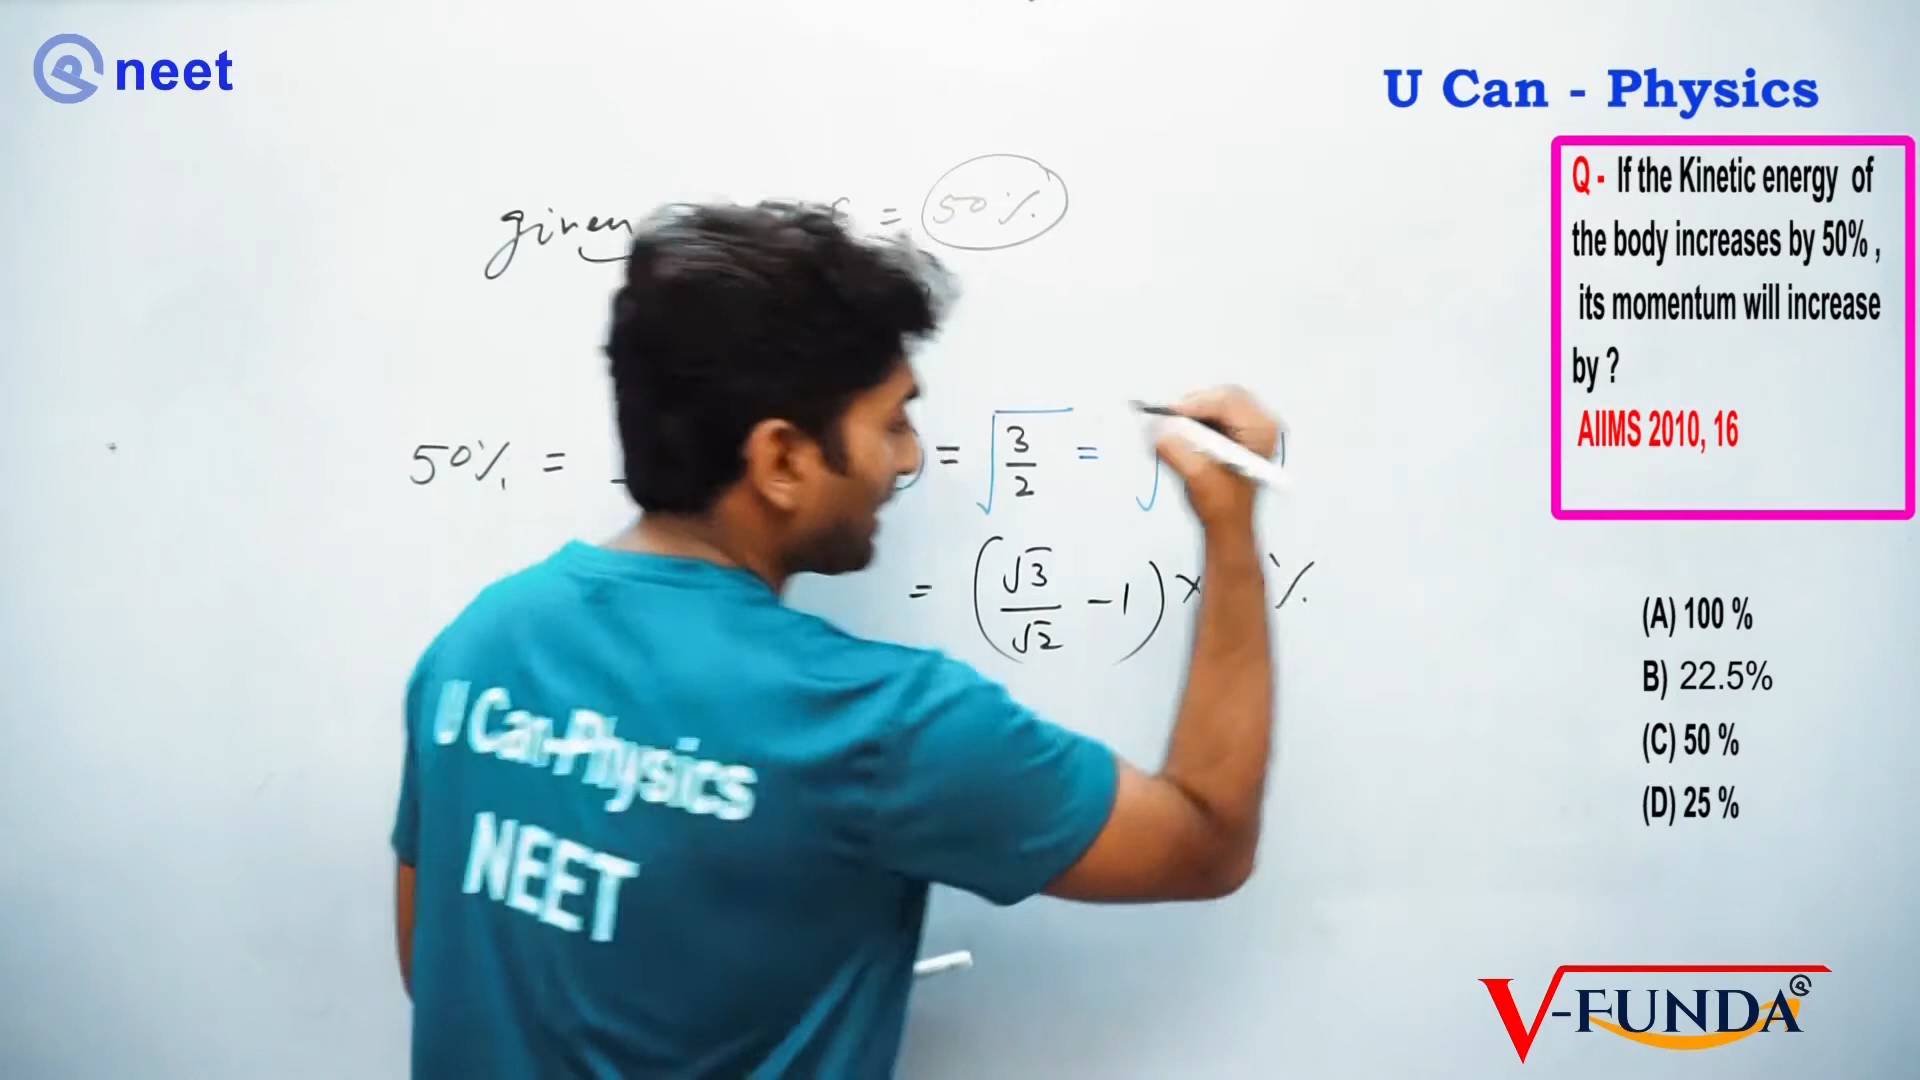 neet
U Can - Physics
given = 50%
50% = = √3/2 = √
= (√3/√2 - 1) × %
Q - If the Kinetic energy of
the body increases by 50% ,
its momentum will increase
by ?
AIIMS 2010, 16
(A) 100 %
B) 22.5%
(C) 50 %
(D) 25 %
U Can-Physics
NEET
V-FUNDA